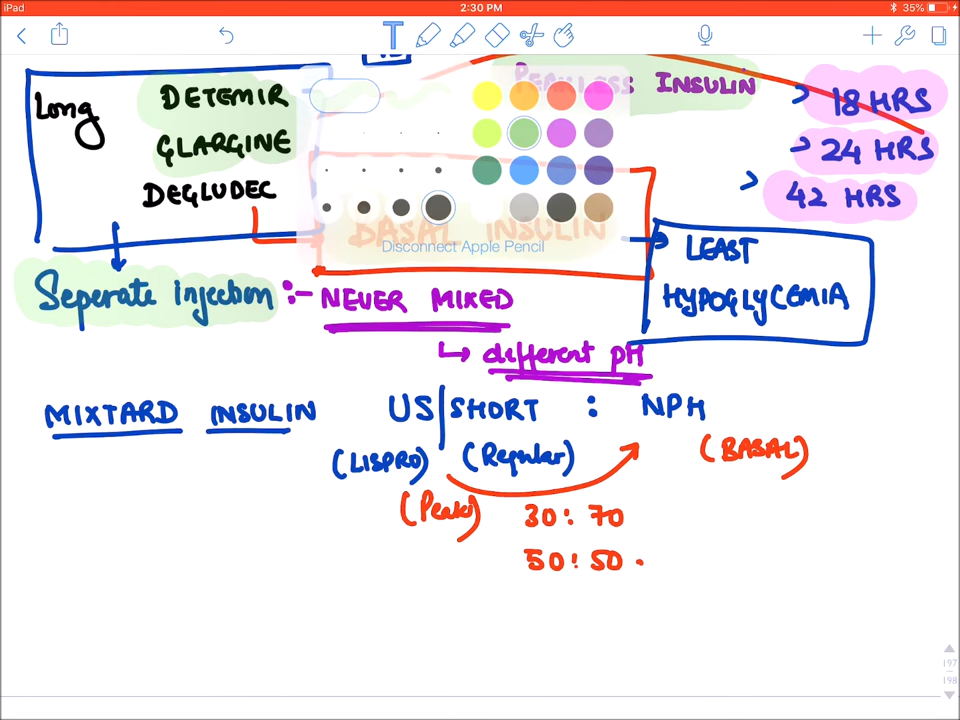 iPad
2:30 PM
35%
PEAKLESS : INSULIN
Long
DETEMIR
> 18 HRS
GLARGINE
> 24 HRS
DEGLUDEC
> 42 HRS
BASAL INSULIN
Disconnect Apple Pencil
LEAST
HYPOGLYCEMIA
Seperate injection :- NEVER MIXED
↳ different pH
MIXTARD INSULIN US | SHORT : NPH
(LISPRO) (Regular) (BASAL)
(Peak)
30 : 70
50 : 50
197
198